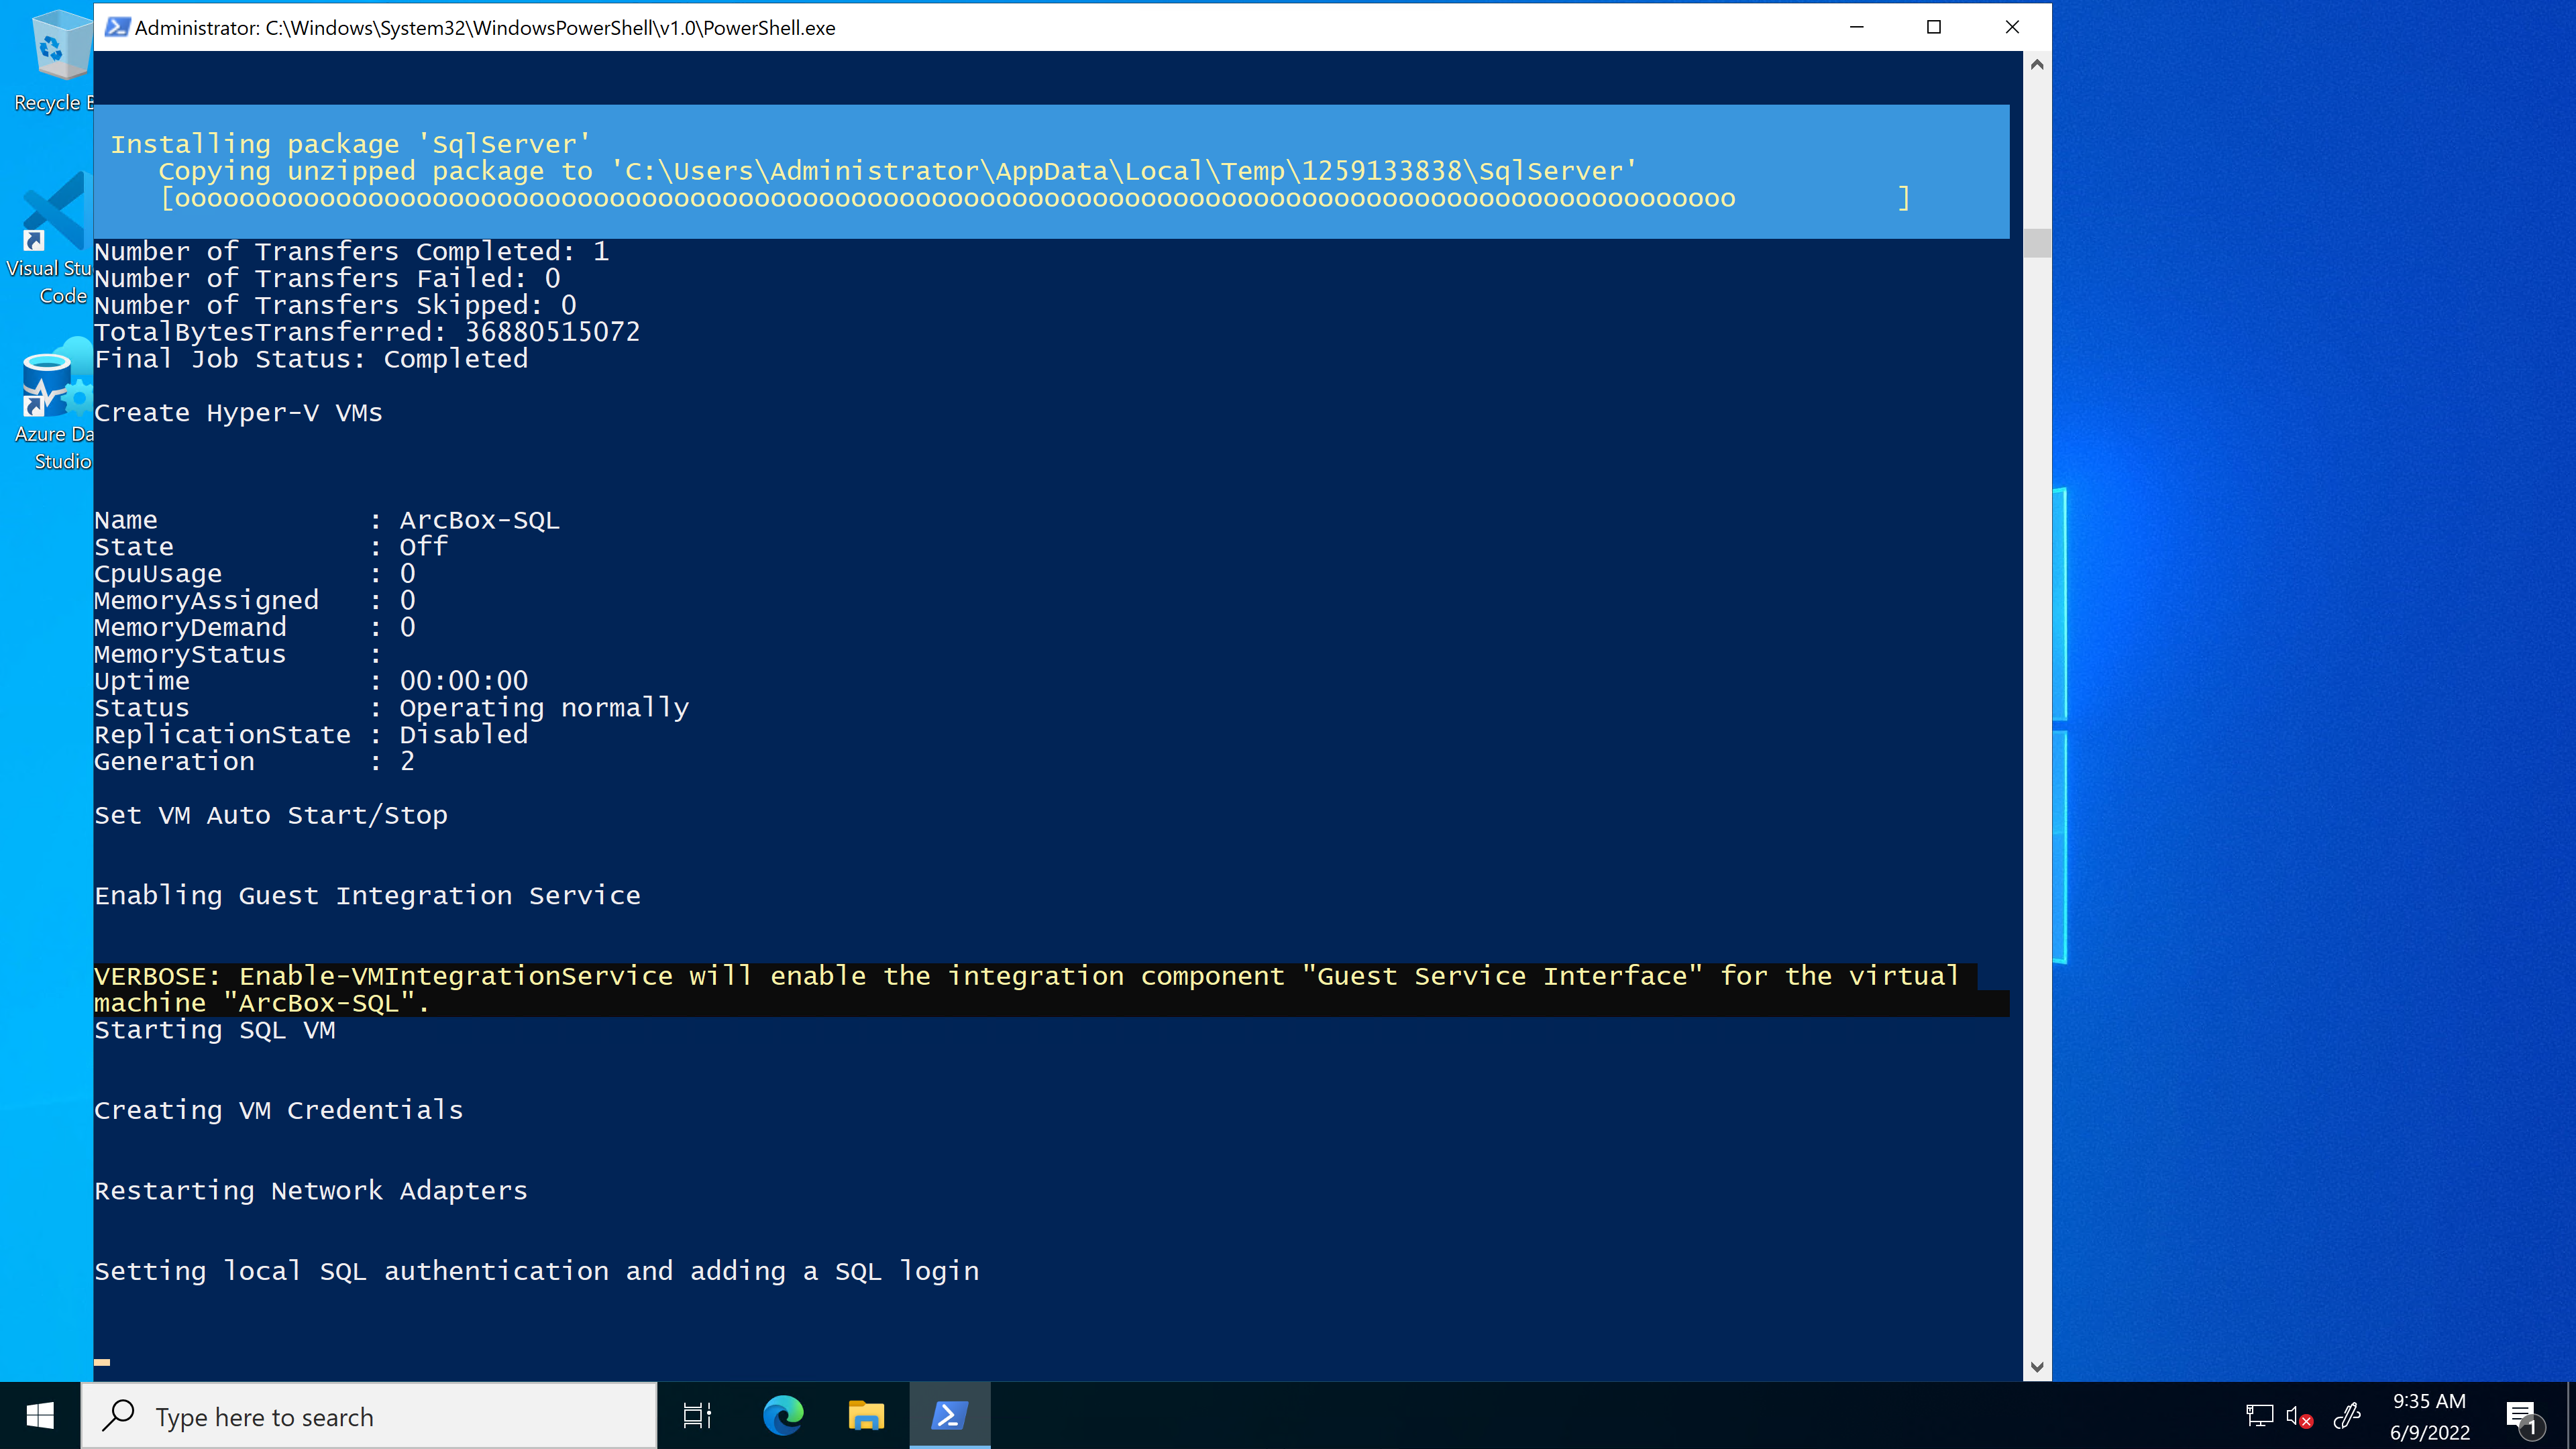 Administrator: C:\Windows\System32\WindowsPowerShell\v1.0\PowerShell.exe
Recycle B
Visual Stu
Code
Azure Da
Studio
Installing package 'SqlServer'
Copying unzipped package to 'C:\Users\Administrator\AppData\Local\Temp\1259133838\SqlServer'
[ooooooooooooooooooooooooooooooooooooooooooooooooooooooooooooooooooooooooooooooooooooooooooooooooo          ]
Number of Transfers Completed: 1
Number of Transfers Failed: 0
Number of Transfers Skipped: 0
TotalBytesTransferred: 36880515072
Final Job Status: Completed
Create Hyper-V VMs
Name             : ArcBox-SQL
State            : Off
CpuUsage         : 0
MemoryAssigned   : 0
MemoryDemand     : 0
MemoryStatus     :
Uptime           : 00:00:00
Status           : Operating normally
ReplicationState : Disabled
Generation       : 2
Set VM Auto Start/Stop
Enabling Guest Integration Service
VERBOSE: Enable-VMIntegrationService will enable the integration component "Guest Service Interface" for the virtual
machine "ArcBox-SQL".
Starting SQL VM
Creating VM Credentials
Restarting Network Adapters
Setting local SQL authentication and adding a SQL login
Type here to search
9:35 AM
6/9/2022
1